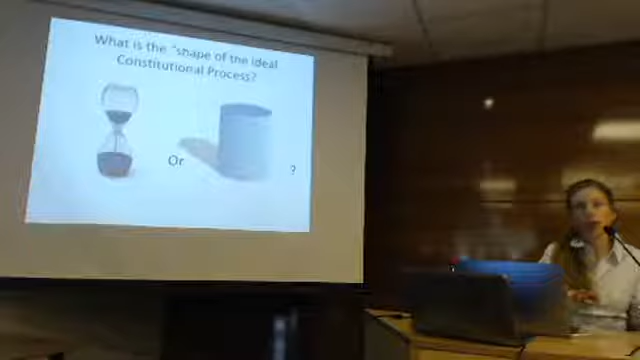 What is the "shape of the ideal
Constitutional Process?
Or
?